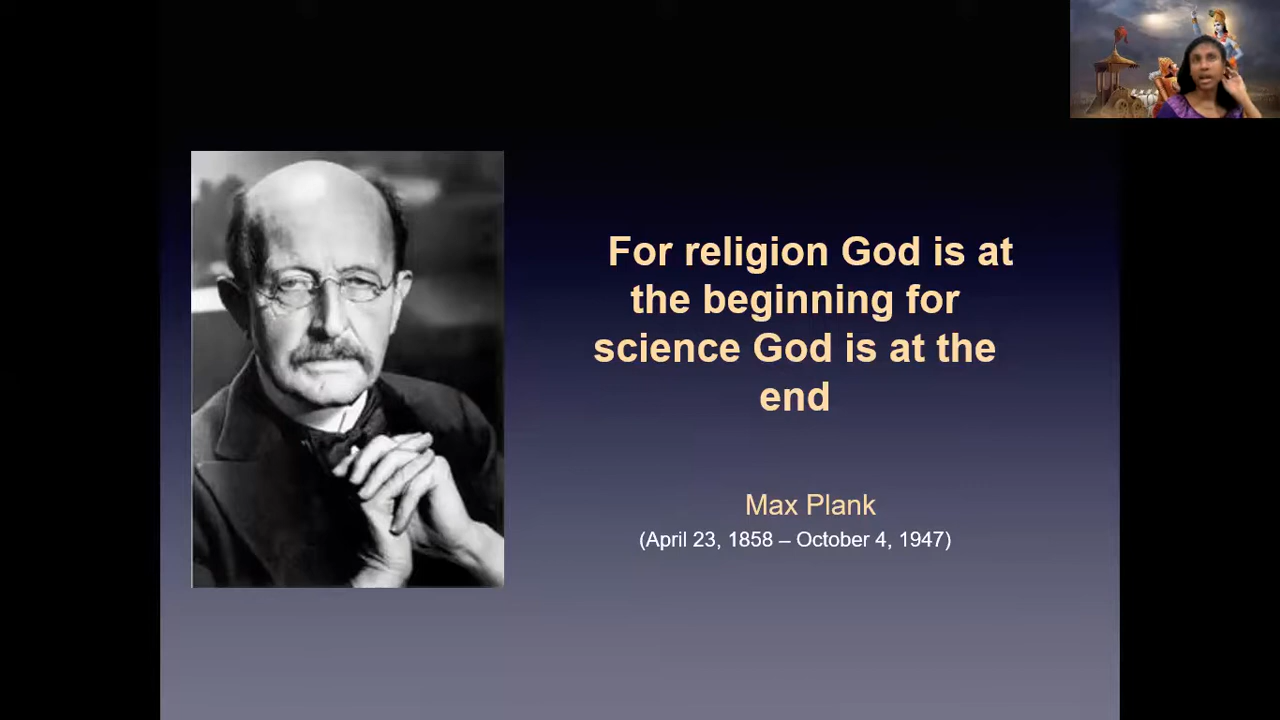 For religion God is at
the beginning for
science God is at the
end
Max Plank
(April 23, 1858 – October 4, 1947)